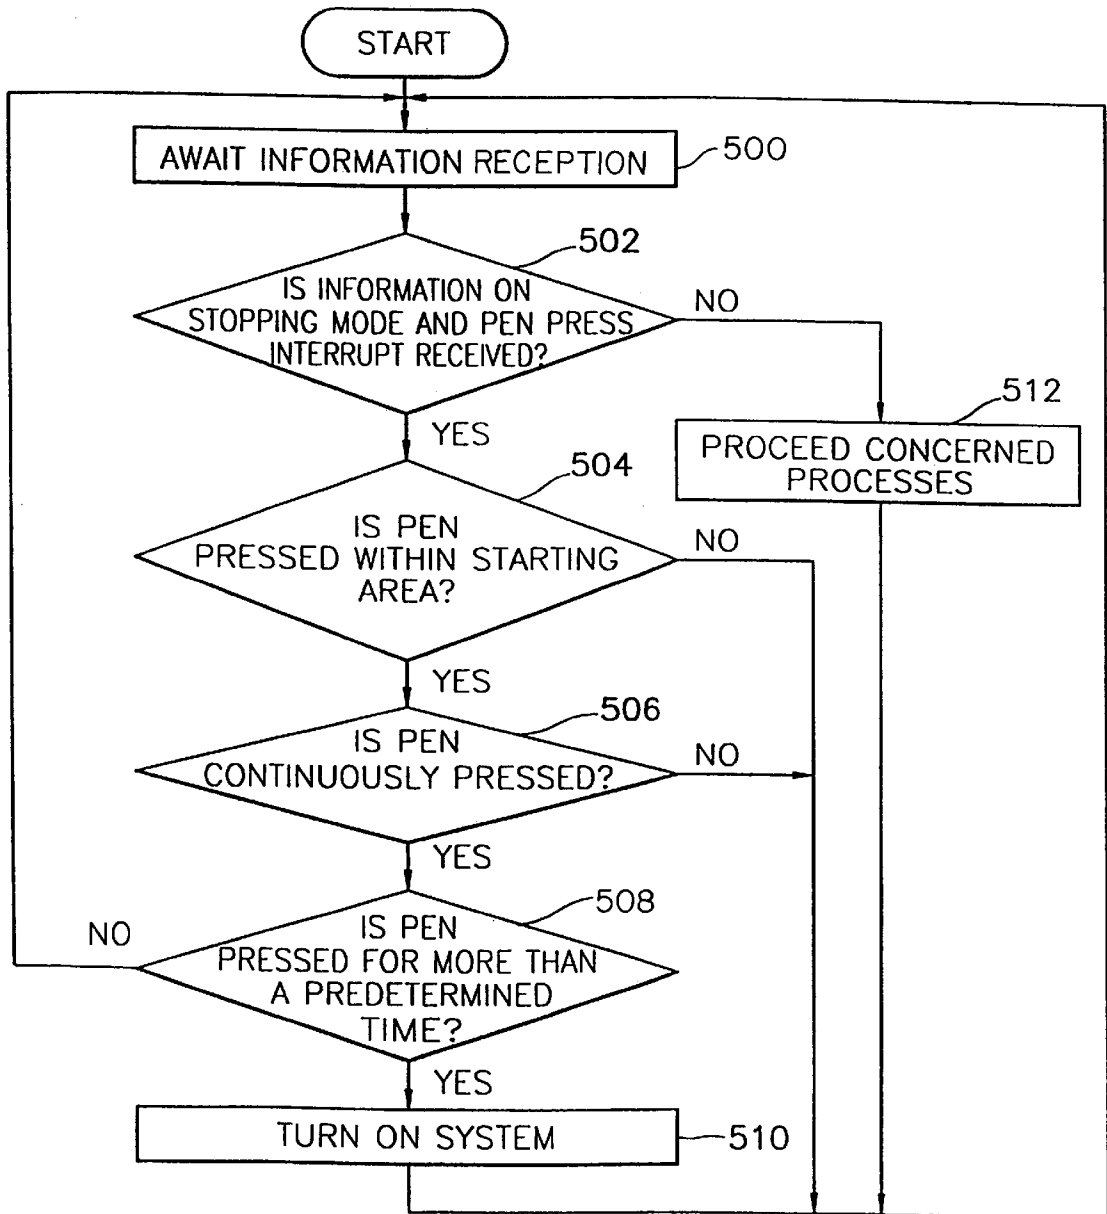 START
AWAIT INFORMATION RECEPTION
500
502
IS INFORMATION ON
STOPPING MODE AND PEN PRESS
INTERRUPT RECEIVED?
NO
512
PROCEED CONCERNED
PROCESSES
YES
504
IS PEN
PRESSED WITHIN STARTING
AREA?
NO
YES
506
IS PEN
CONTINUOUSLY PRESSED?
NO
YES
508
IS PEN
PRESSED FOR MORE THAN
A PREDETERMINED
TIME?
NO
YES
TURN ON SYSTEM
510